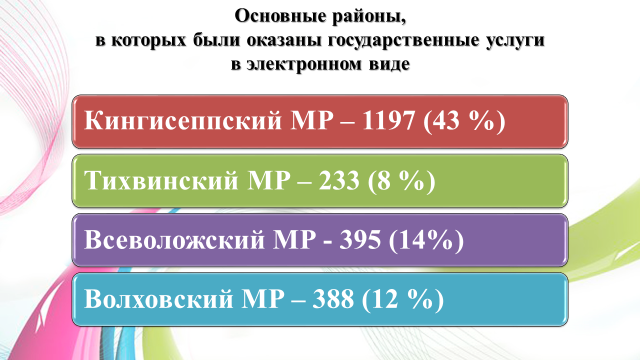 Основные районы,
в которых были оказаны государственные услуги
в электронном виде
Кингисеппский МР – 1197 (43 %)
Тихвинский МР – 233 (8 %)
Всеволожский МР - 395 (14%)
Волховский МР – 388 (12 %)